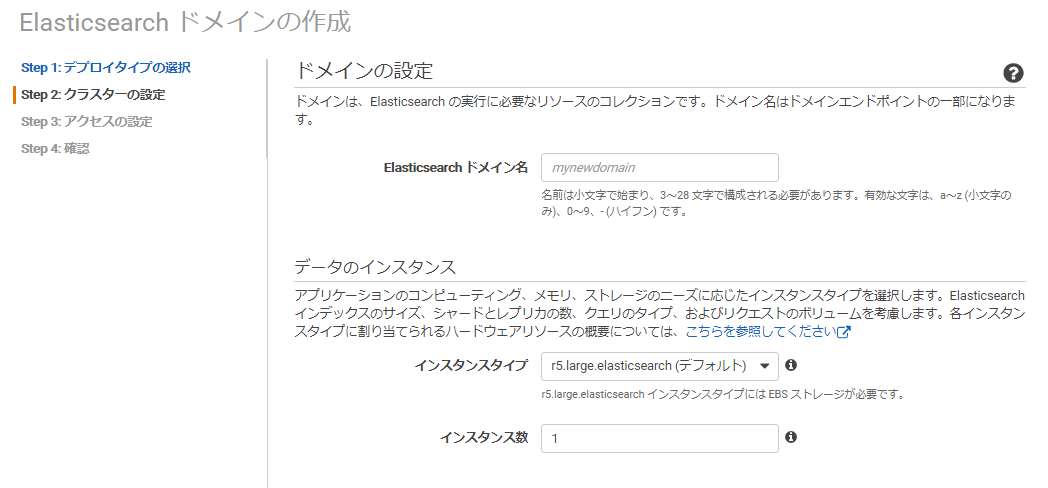 Elasticsearch ドメインの作成
Step 1: デプロイタイプの選択
Step 2: クラスターの設定
Step 3: アクセスの設定
Step 4: 確認
ドメインの設定
ドメインは、Elasticsearch の実行に必要なリソースのコレクションです。ドメイン名はドメインエンドポイントの一部になりま
す。
Elasticsearch ドメイン名
mynewdomain
名前は小文字で始まり、3～28 文字で構成される必要があります。有効な文字は、a～z (小文字の
み)、0～9、- (ハイフン) です。
データのインスタンス
アプリケーションのコンピューティング、メモリ、ストレージのニーズに応じたインスタンスタイプを選択します。Elasticsearch
インデックスのサイズ、シャードとレプリカの数、クエリのタイプ、およびリクエストのボリュームを考慮します。各インスタン
スタイプに割り当てられるハードウェアリソースの概要については、こちらを参照してください
インスタンスタイプ
r5.large.elasticsearch (デフォルト)
r5.large.elasticsearch インスタンスタイプには EBS ストレージが必要です。
インスタンス数
1